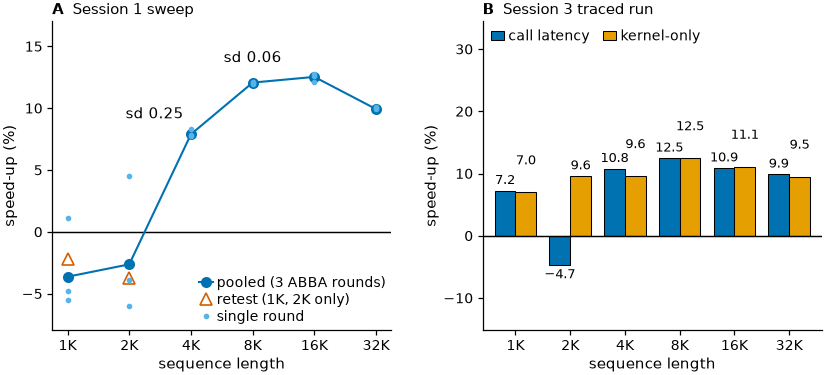 A Session 1 sweep
15
10
5
0
−5
speed-up (%)
sd 0.25
sd 0.06
pooled (3 ABBA rounds)
retest (1K, 2K only)
single round
1K 2K 4K 8K 16K 32K
sequence length
B Session 3 traced run
call latency kernel-only
30
20
10
0
−10
speed-up (%)
7.2 7.0
−4.7 9.6
10.8 9.6
12.5 12.5
10.9 11.1
9.9 9.5
1K 2K 4K 8K 16K 32K
sequence length